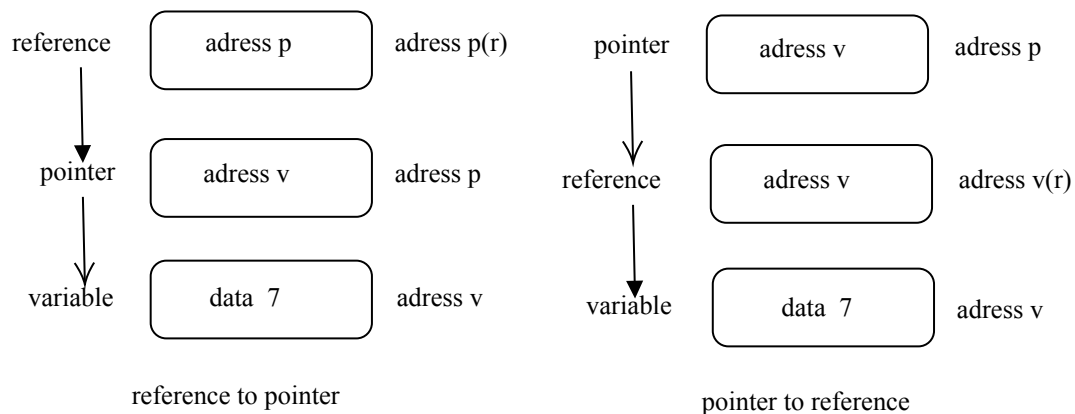 reference adress p adress p(r)
pointer adress v adress p
variable data 7 adress v
reference to pointer
pointer adress v adress p
reference adress v adress v(r)
variable data 7 adress v
pointer to reference